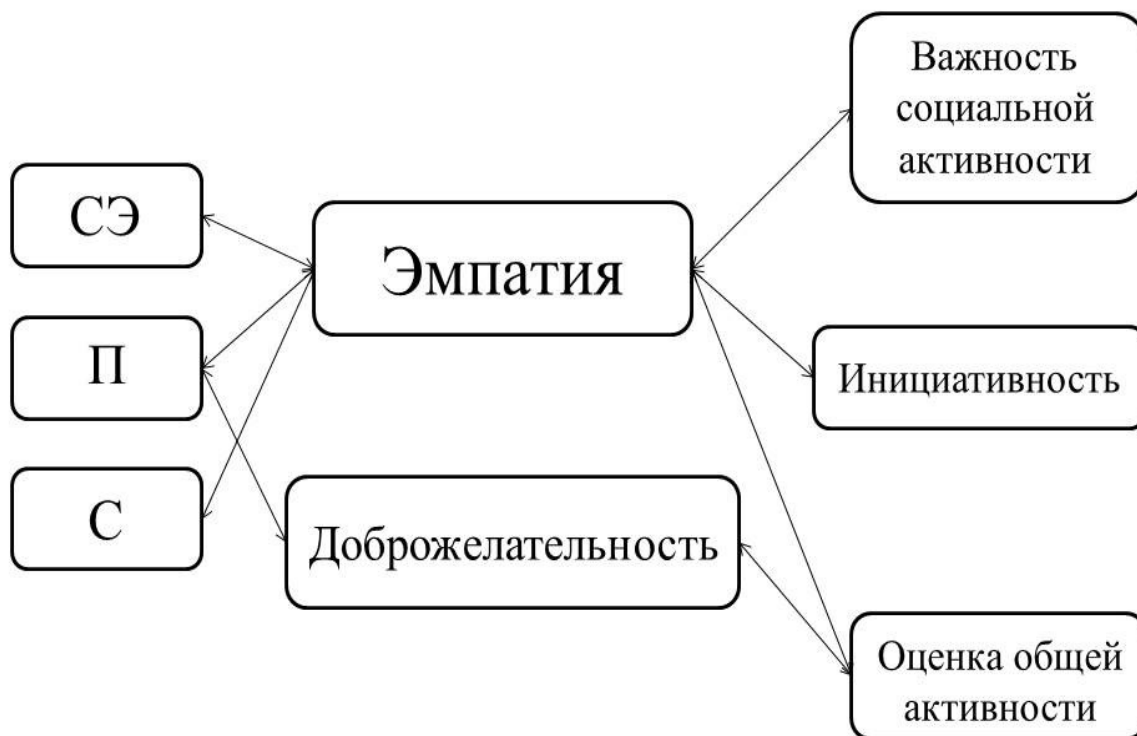 СЭ
П
С
Эмпатия
Доброжелательность
Важность
социальной
активности
Инициативность
Оценка общей
активности